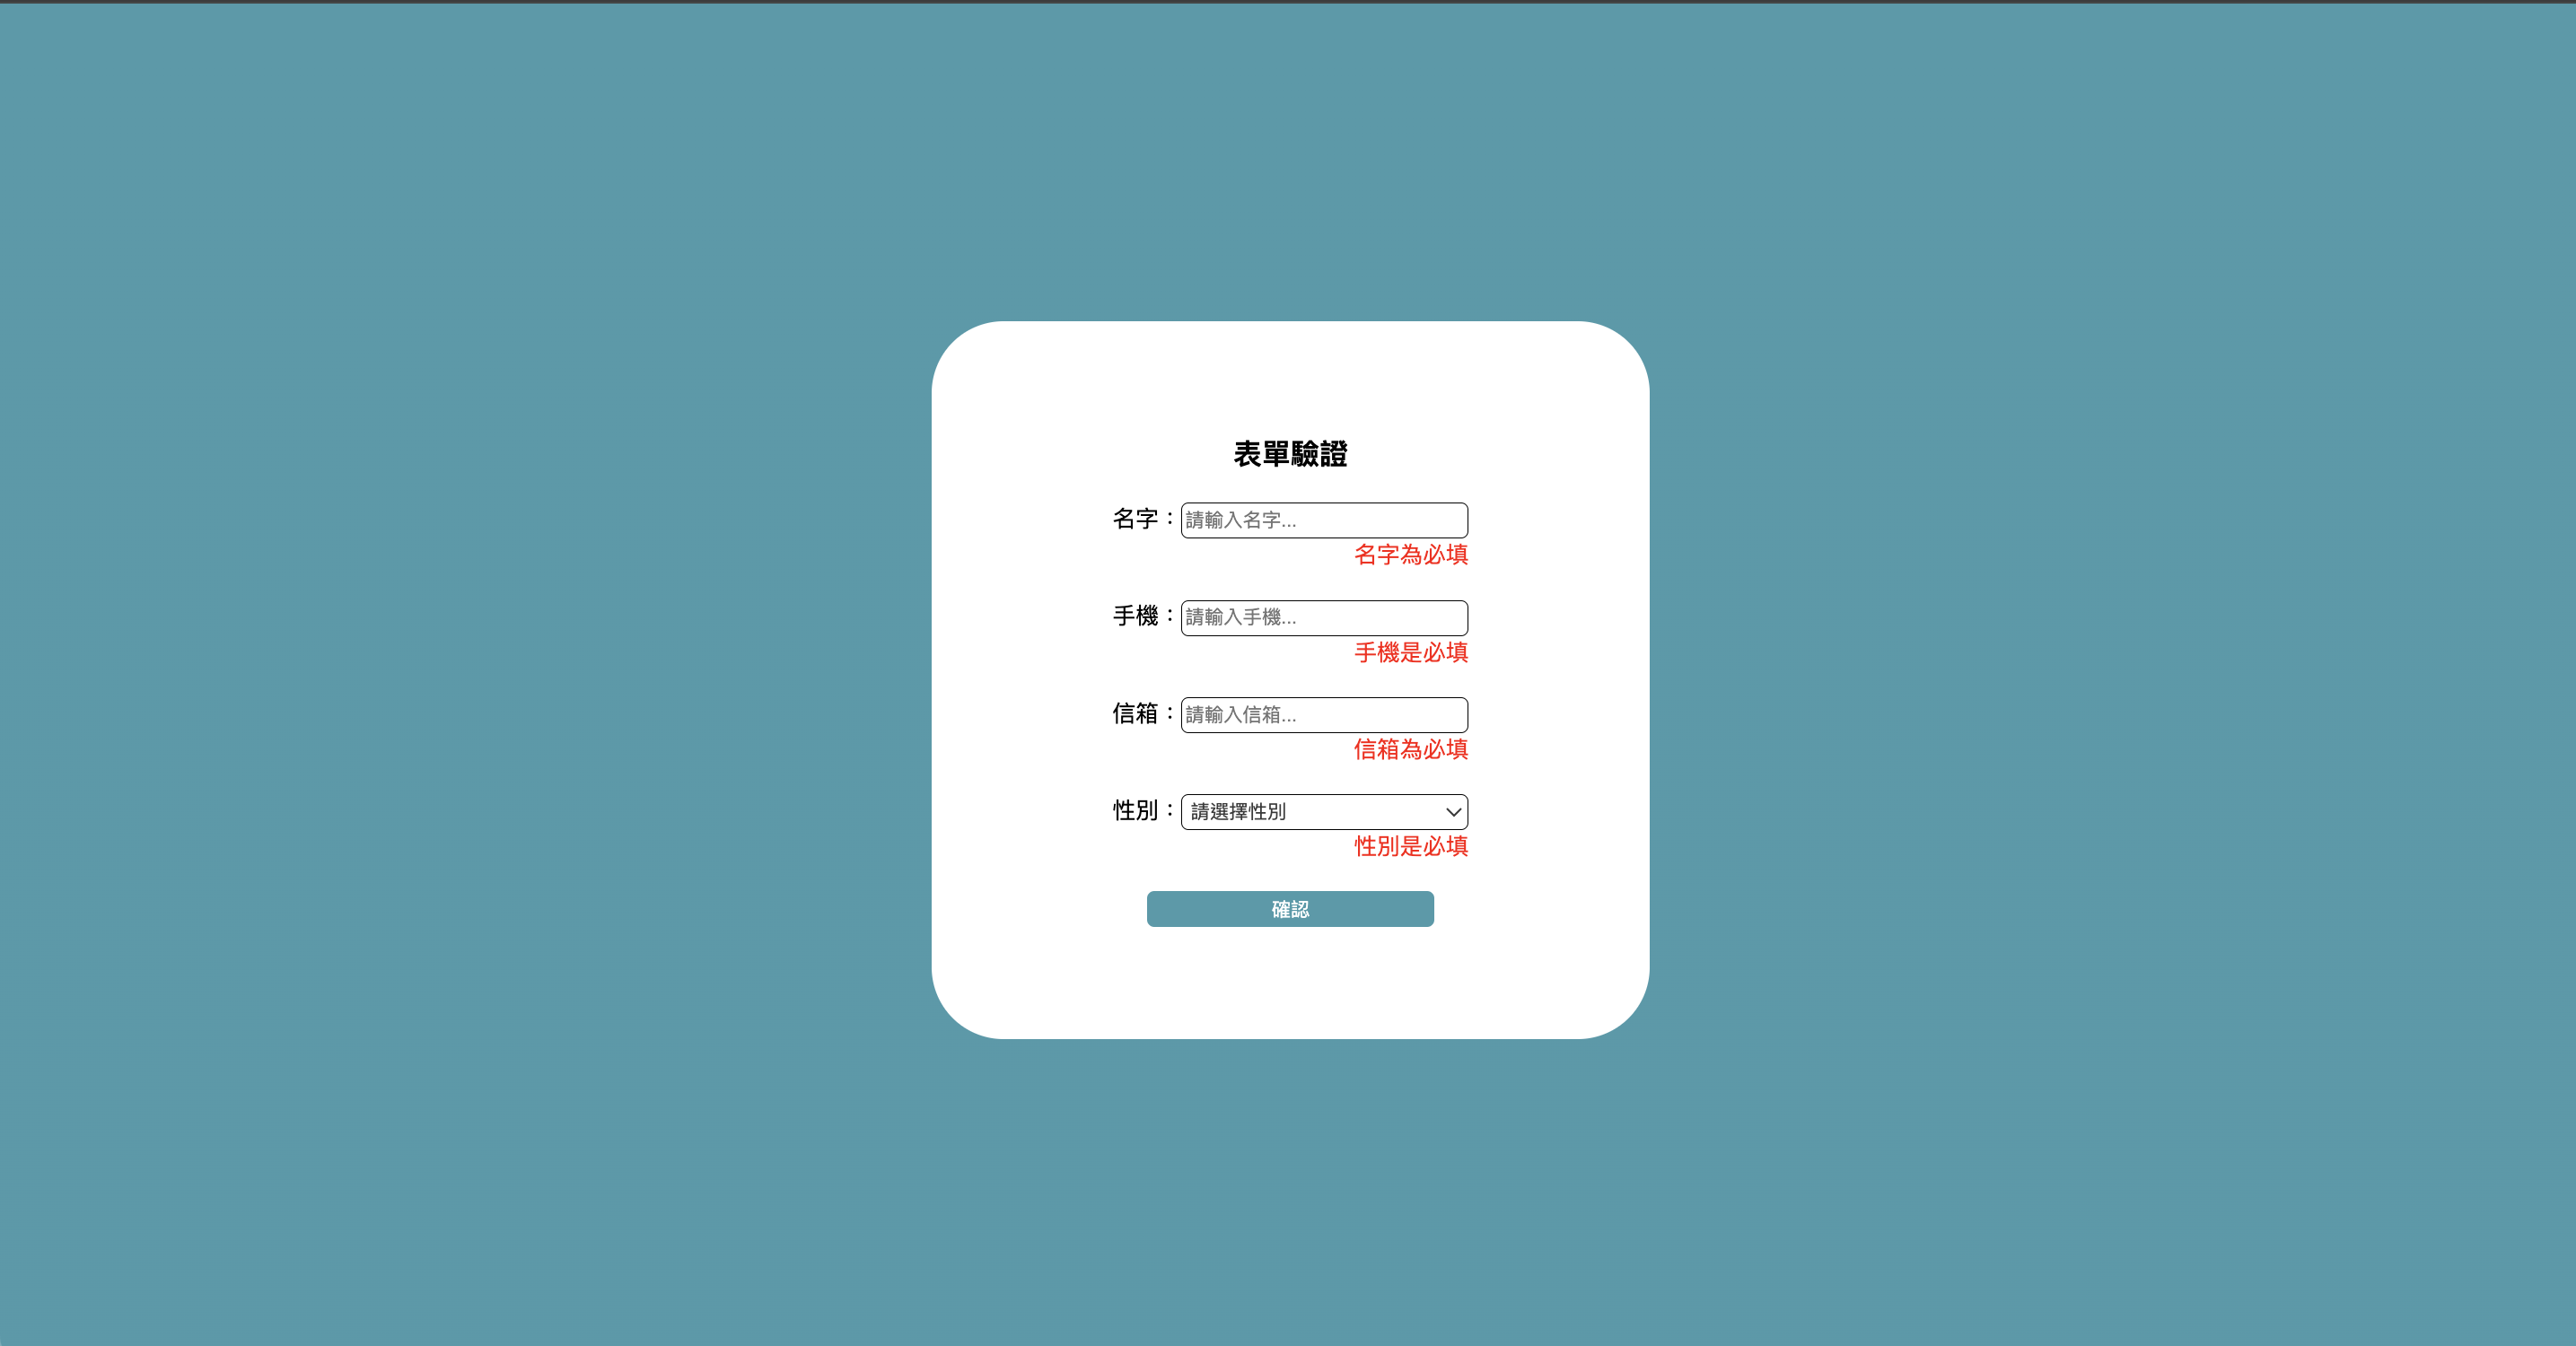 表單驗證
名字：請輸入名字...
名字為必填
手機：請輸入手機...
手機是必填
信箱：請輸入信箱...
信箱為必填
性別：請選擇性別
性別是必填
確認